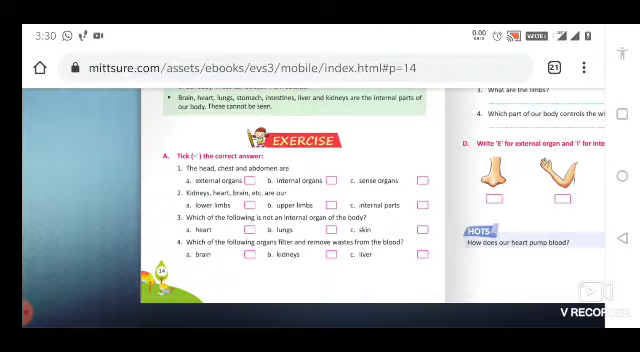 3:30
0.00
KB/S
VoLTE
mittsure.com/assets/ebooks/evs3/mobile/index.html#p=14
21
• Brain, heart, lungs, stomach, intestines, liver and kidneys are the internal parts of
our body. These cannot be seen.
EXERCISE
A. Tick (✓) the correct answer:
1. The head, chest and abdomen are
a. external organs b. internal organs c. sense organs
2. Kidneys, heart, brain, etc. are our
a. lower limbs b. upper limbs c. internal parts
3. Which of the following is not an internal organ of the body?
a. heart b. lungs c. skin
4. Which of the following organs filter and remove wastes from the blood?
a. brain b. kidneys c. liver
14
3. What are the limbs?
4. Which part of our body controls the
D. Write 'E' for external organ and 'I' for inte
HOTS
How does our heart pump blood?
V RECORDER